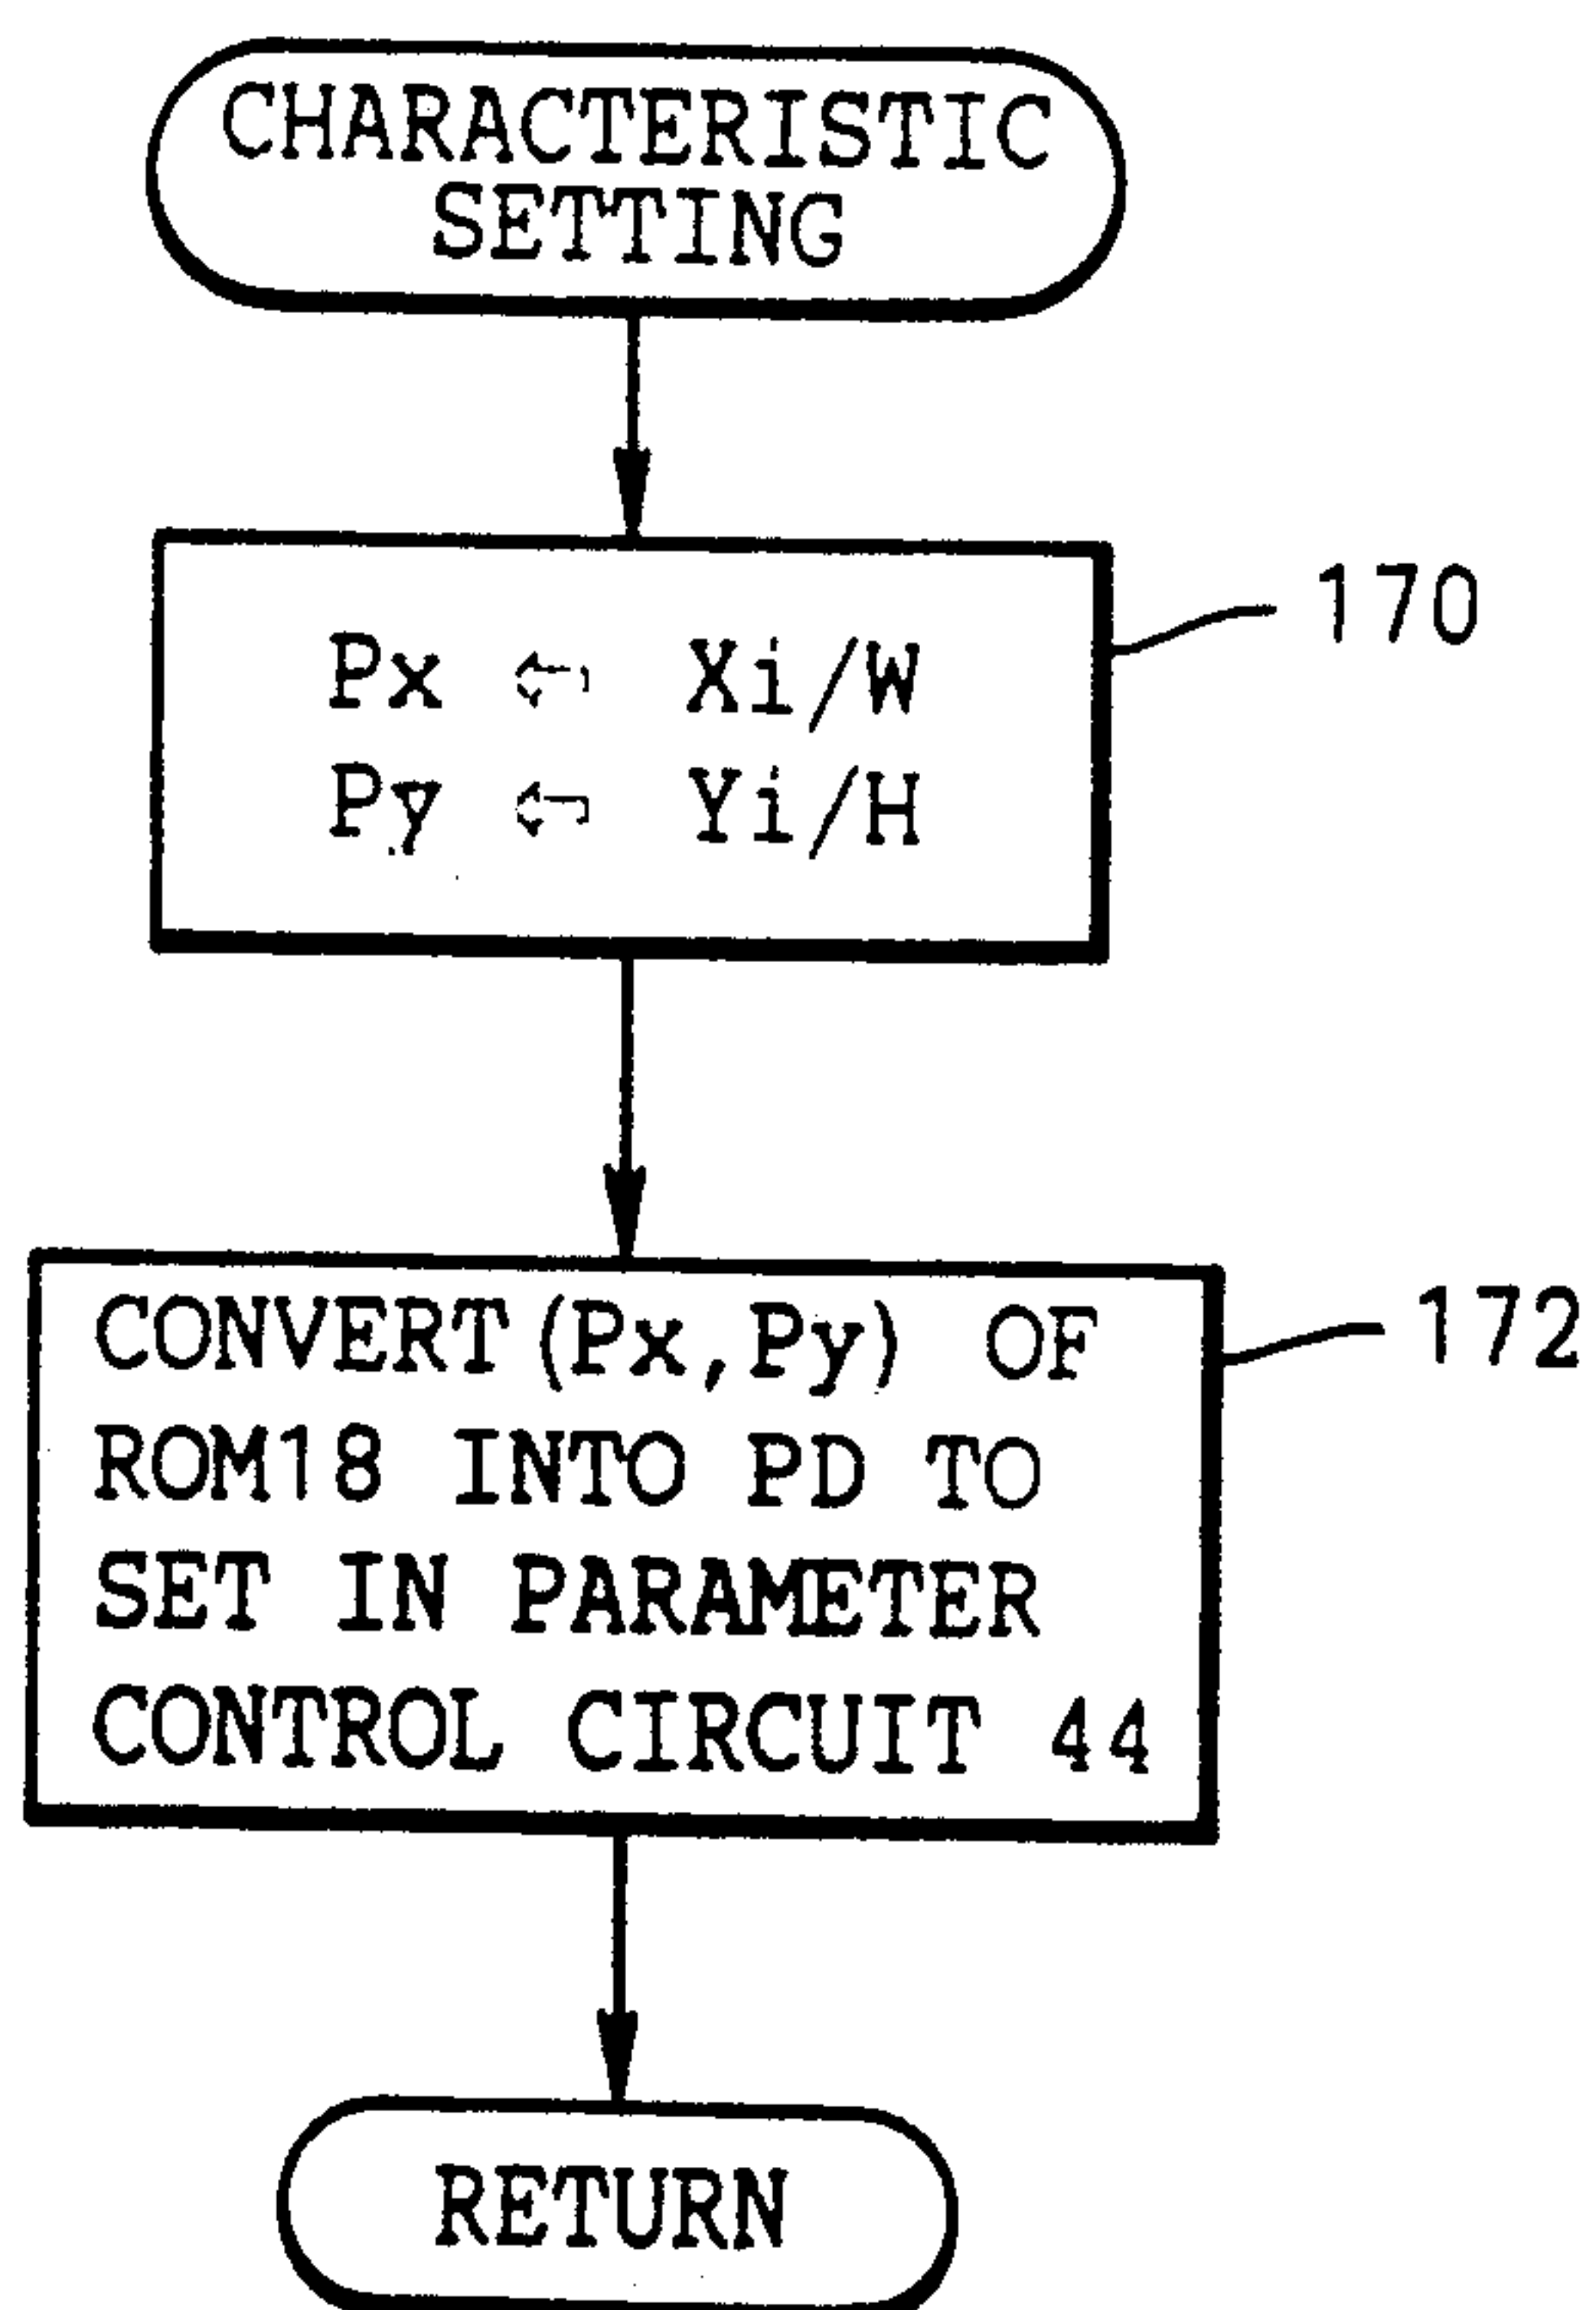 CHARACTERISTIC
SETTING
170
Px ← Xi/W
Py ← Yi/H
CONVERT (Px,Py) OF
172
ROM18 INTO PD TO
SET IN PARAMETER
CONTROL CIRCUIT 44
RETURN